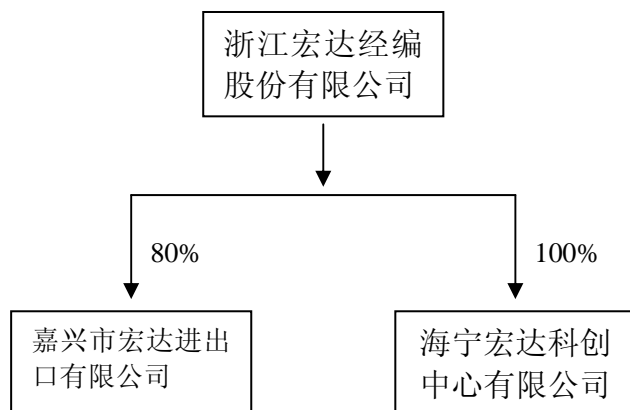 浙江宏达经编
股份有限公司
80%
100%
嘉兴市宏达进出
口有限公司
海宁宏达科创
中心有限公司